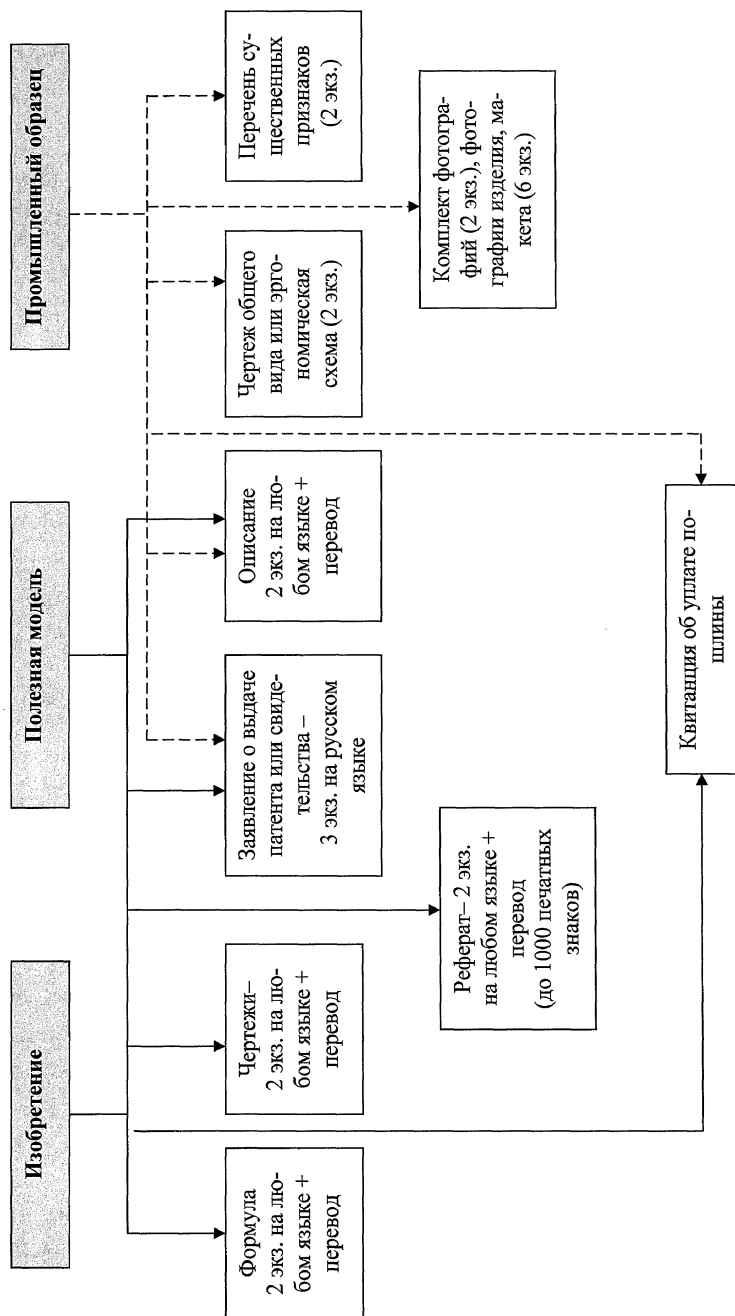 Изобретение
Полезная модель
Промышленный образец
Формула
2 экз. на лю-
бом языке +
перевод
Чертежи–
2 экз. на лю-
бом языке +
перевод
Заявление о выдаче
патента или свиде-
тельства –
3 экз. на русском
языке
Описание
2 экз. на лю-
бом языке +
перевод
Чертеж общего
вида или эрго-
номическая
схема (2 экз.)
Перечень су-
щественных
признаков
(2 экз.)
Реферат– 2 экз.
на любом языке +
перевод
(до 1000 печатных
знаков)
Комплект фотогра-
фий (2 экз.), фото-
графии изделия, ма-
кета (6 экз.)
Квитанция об уплате по-
шлины